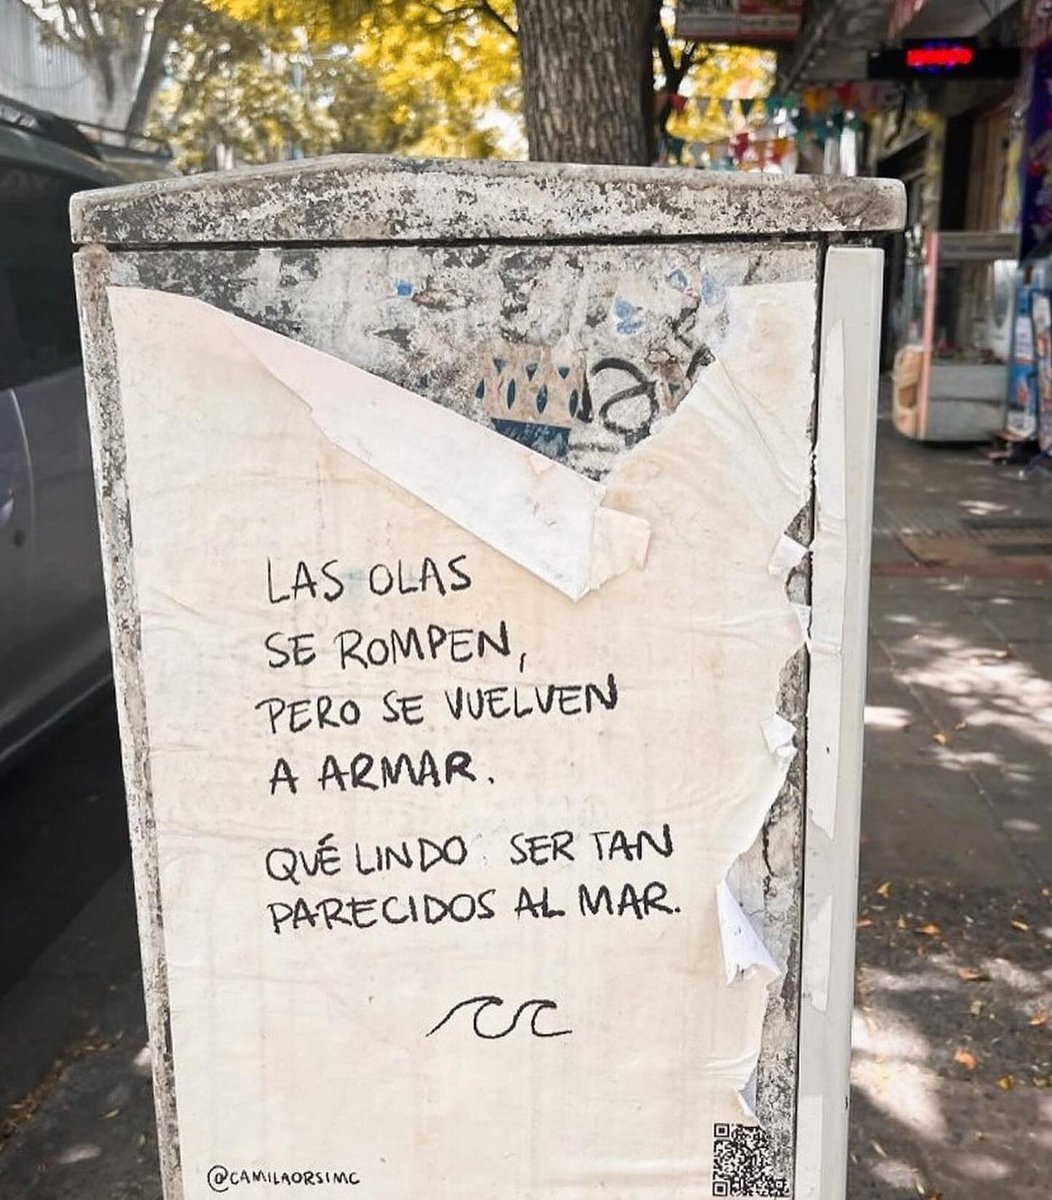 LAS OLAS
SE ROMPEN,
PERO SE VUELVEN
A ARMAR.
QUÉ LINDO SER TAN
PARECIDOS AL MAR.
@CAMILAORSIMC